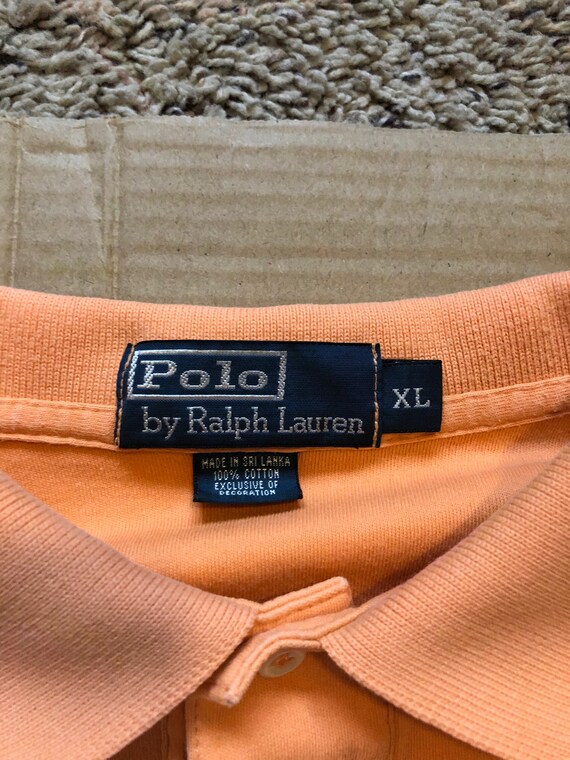 Polo
by Ralph Lauren
XL
MADE IN SRI LANKA
100% COTTON
EXCLUSIVE OF
DECORATION